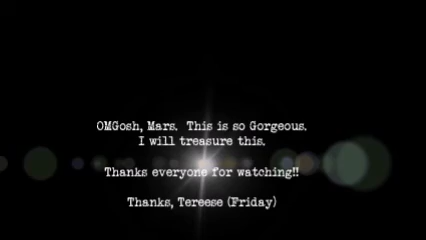 OMGosh, Mars. This is so Gorgeous.
I will treasure this.
Thanks everyone for watching!!
Thanks, Tereese (Friday)